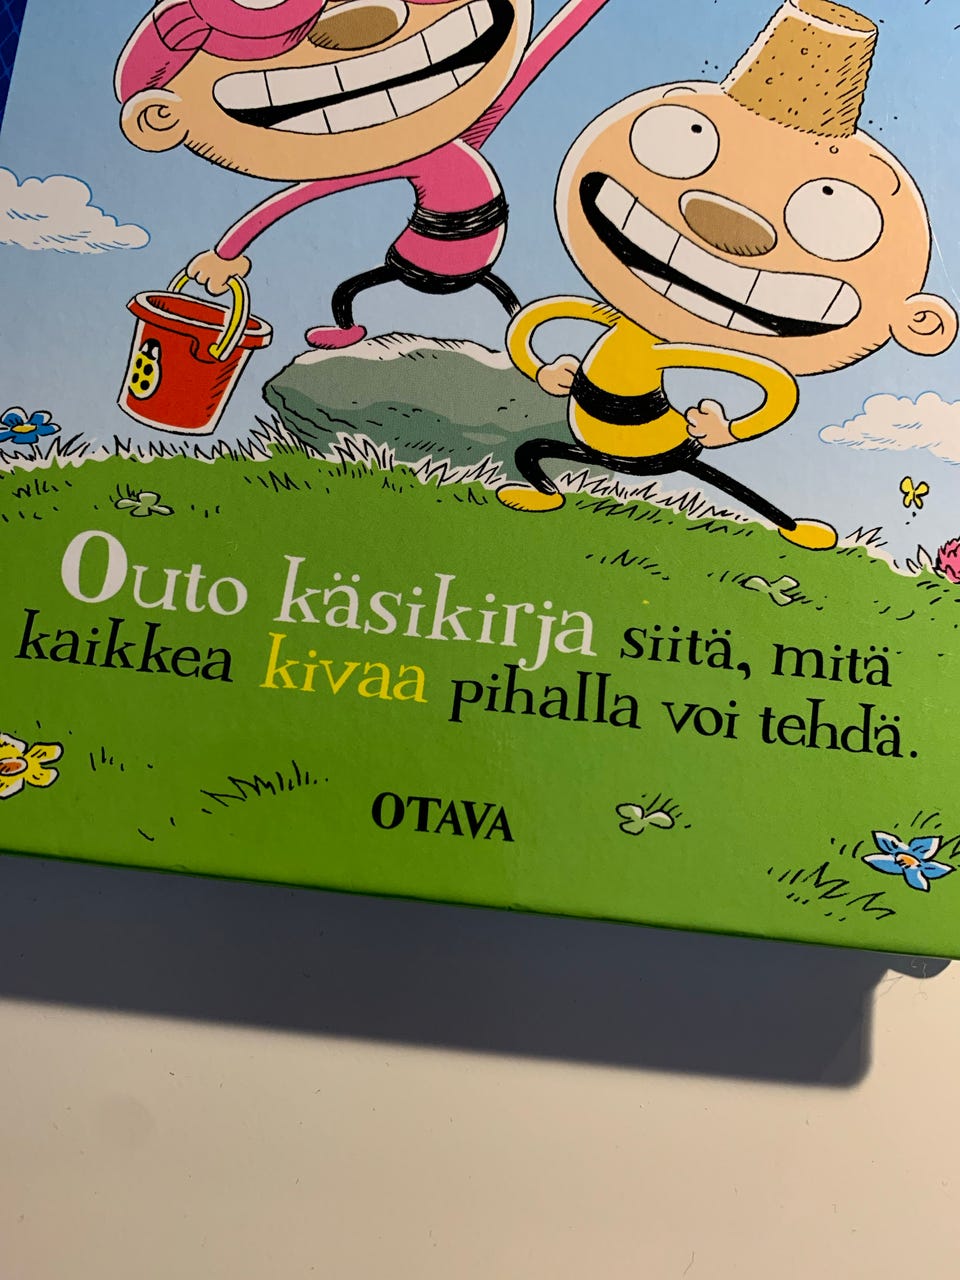 Outo käsikirja siitä, mitä
kaikkea kivaa pihalla voi tehdä.
OTAVA